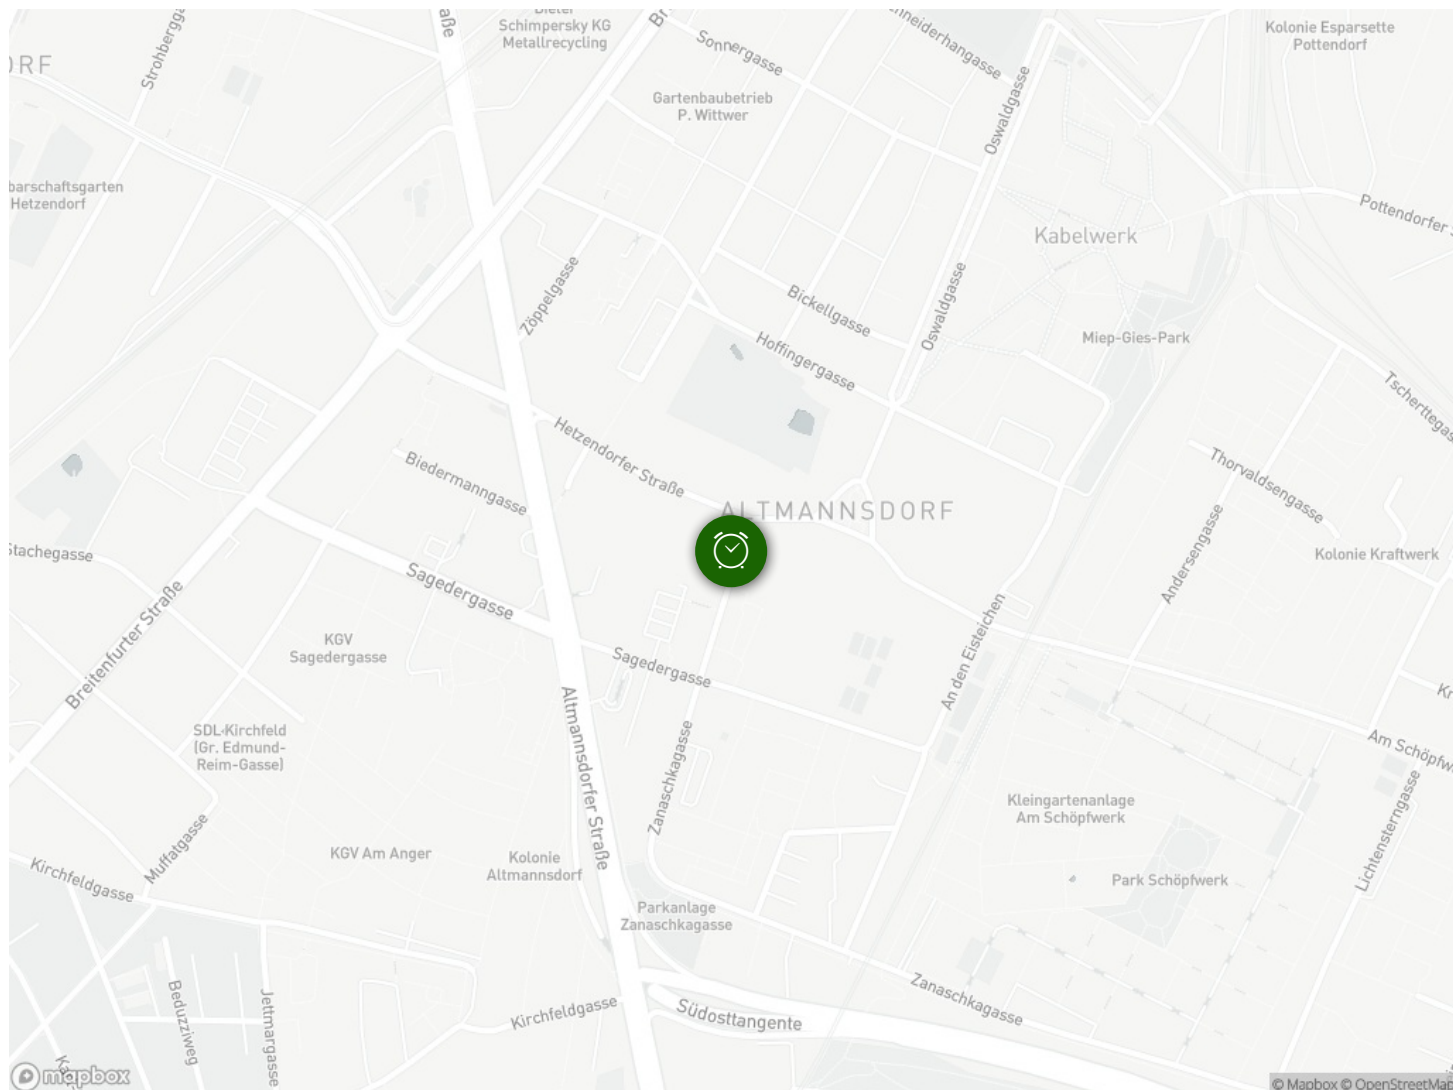 Schimpersky KG
Metallrecycling
Sonnergasse
Kolonie Esparsette
Pottendorf
Strohbergg
Gartenbaubetrieb
P. Wittwer
Oswaldgasse
barschaftsgarten
Hetzendorf
Pottendorfer S
Kabelwerk
Zöppelgasse
Bickellgasse
Oswaldgasse
Hoffingergasse
Miep-Gies-Park
Tscherttegas
Hetzendorfer Straße
Biedermanngasse
Thorvaldsengasse
ALTMANNSDORF
Stachegasse
Andersengasse
Kolonie Kraftwerk
Sagedergasse
Breitenfurter Straße
KGV
Sagedergasse
Sagedergasse
An den Eisteichen
Altmannsdorfer Straße
SDL-Kirchfeld
(Gr. Edmund-
Reim-Gasse)
Zanaschkagasse
Am Schöpfw
Kleingartenanlage
Am Schöpfwerk
Lichtensterngasse
Muffatgasse
KGV Am Anger
Kolonie
Altmannsdorf
Kirchfeldgasse
Park Schöpfwerk
Parkanlage
Zanaschkagasse
Beduzziweg
Jettmargasse
Kirchfeldgasse
Südosttangente
Zanaschkagasse
mapbox
© Mapbox © OpenStreetMap